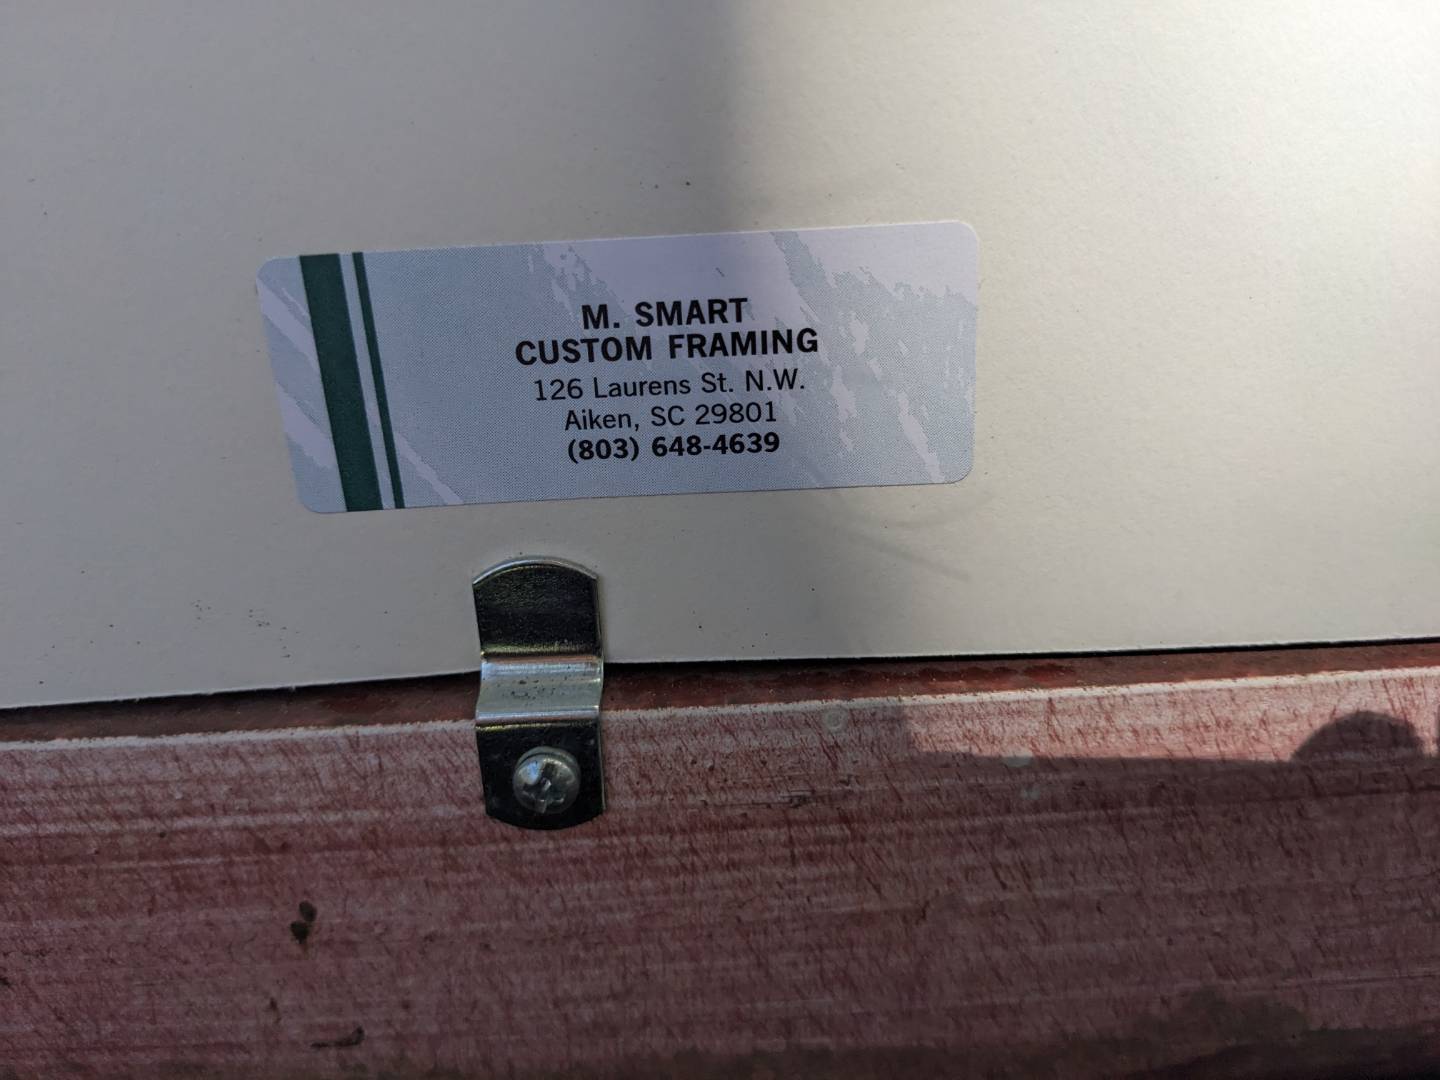 M. SMART
CUSTOM FRAMING
126 Laurens St. N.W.
Aiken, SC 29801
(803) 648-4639